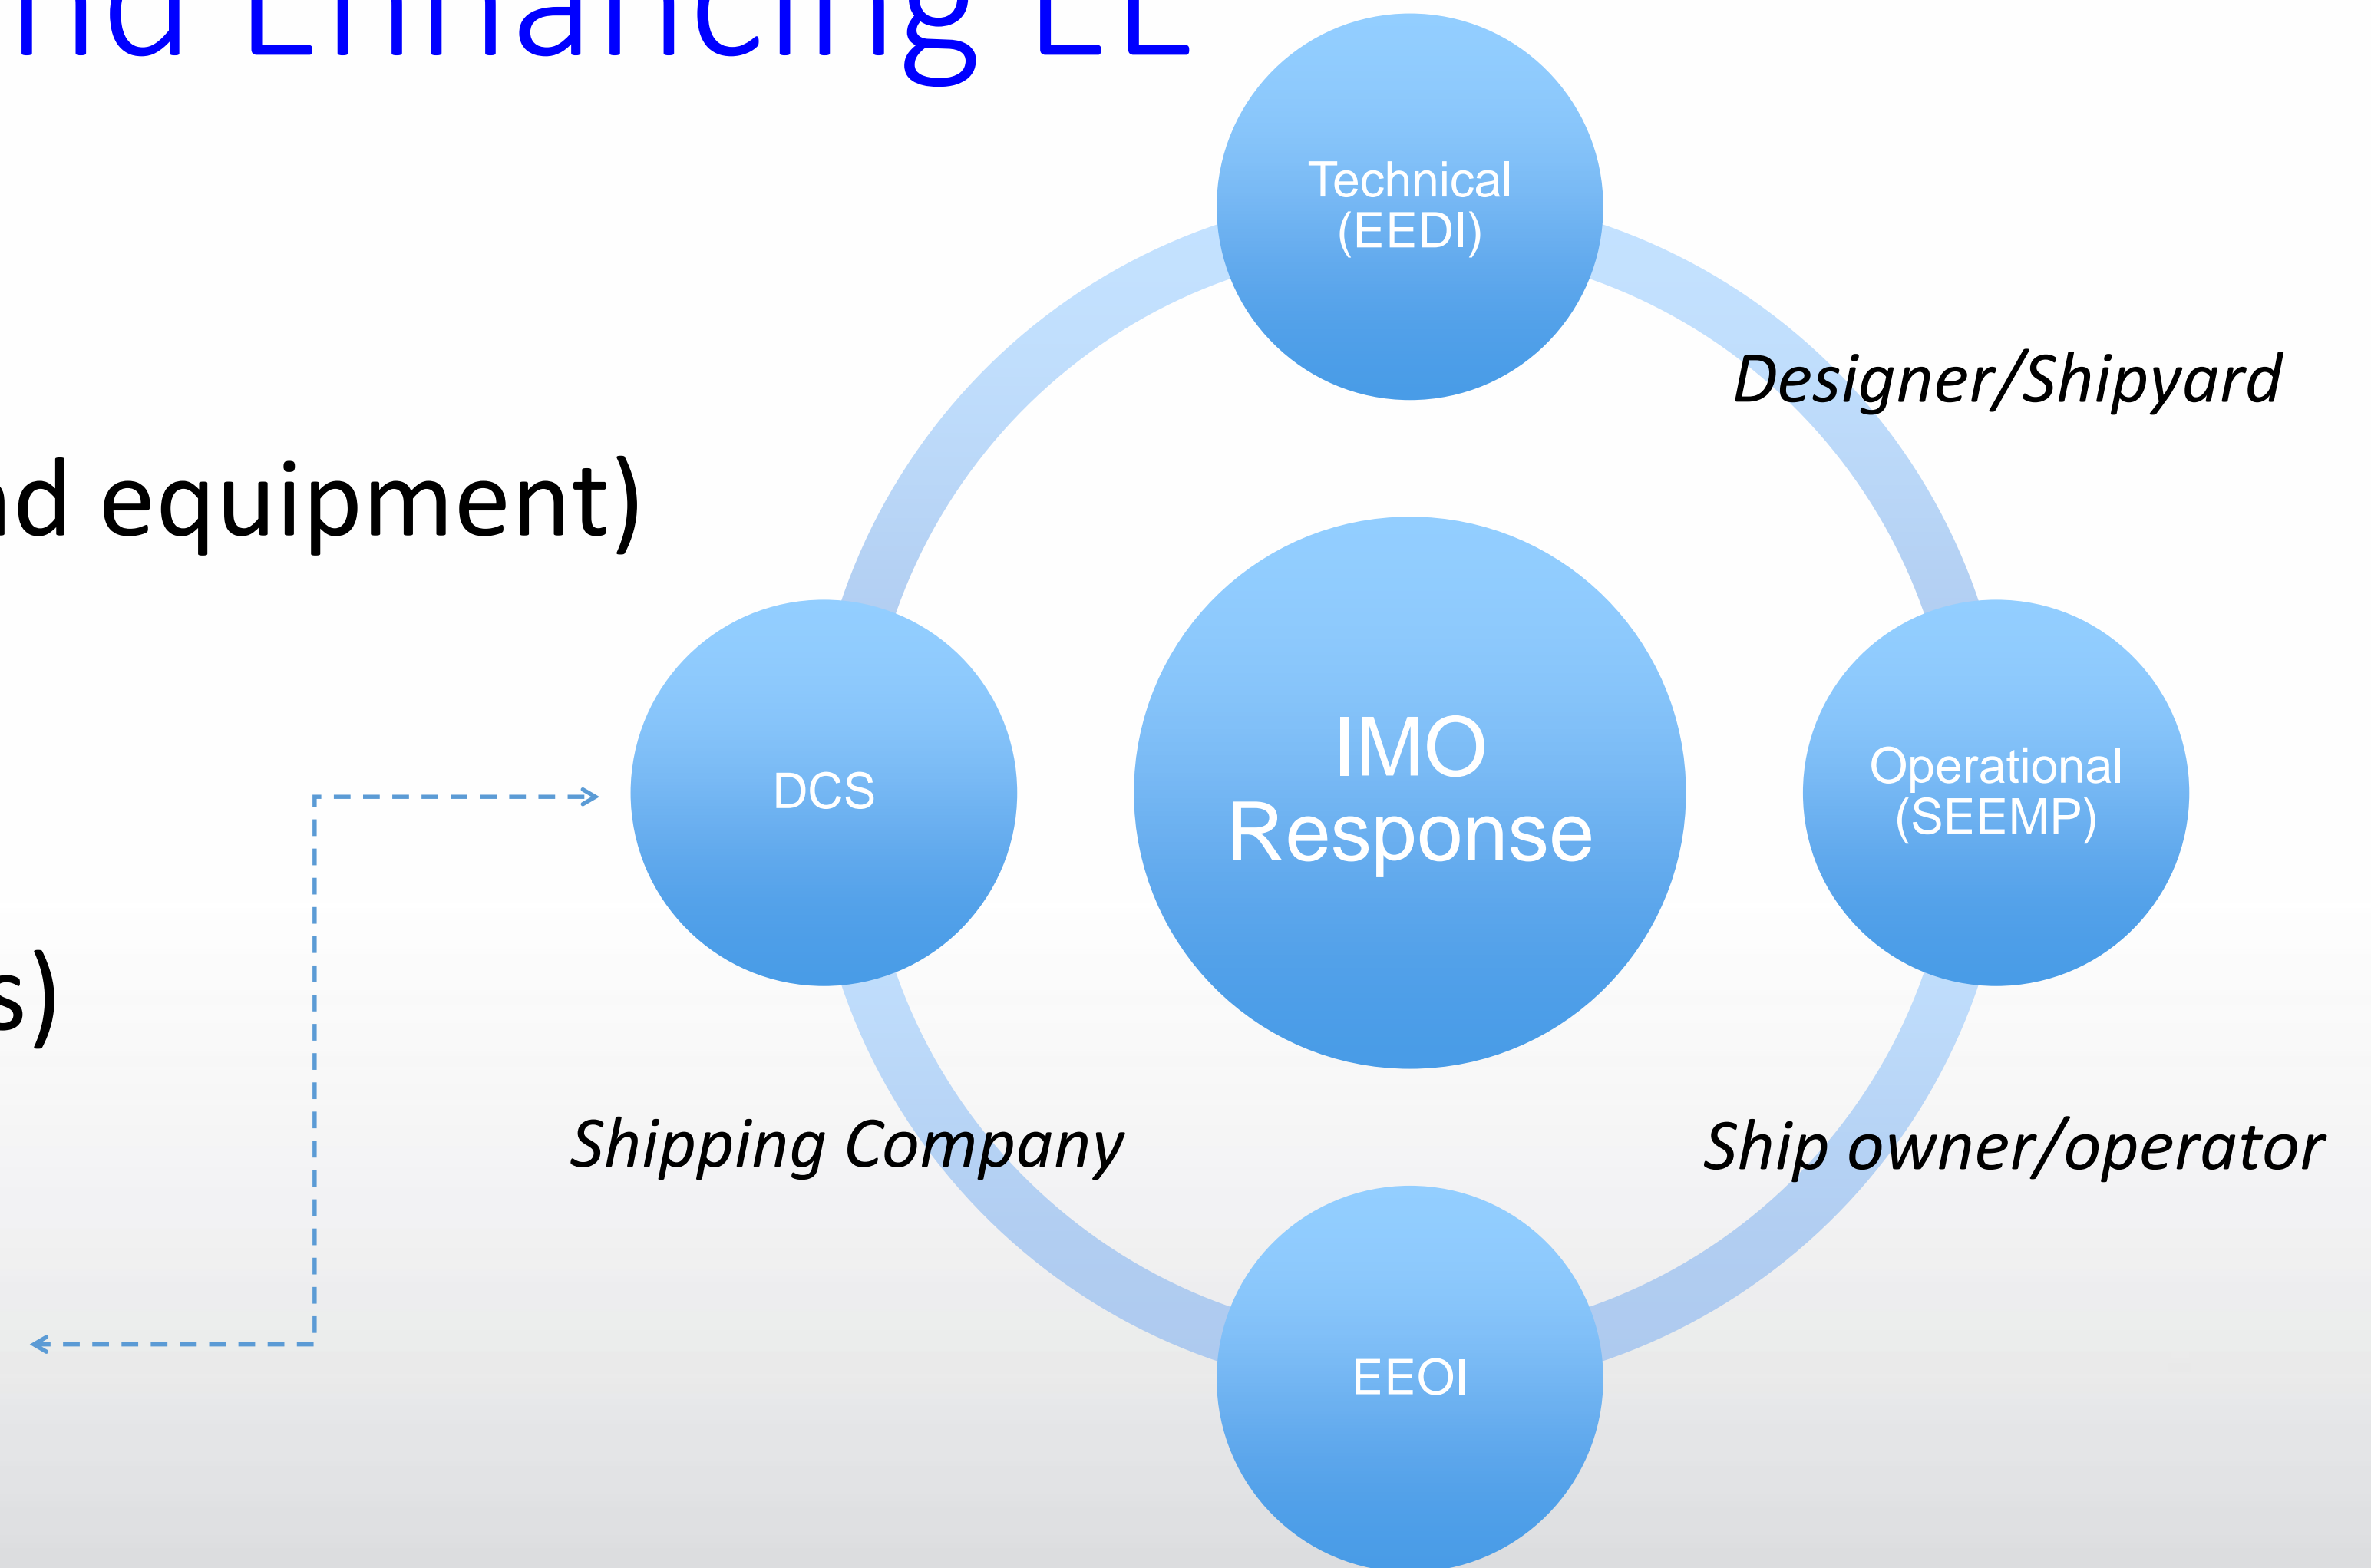 nd Enhancing EE
Technical
(EEDI)
Designer/Shipyard
nd equipment)
IMO
Response
DCS
Operational
(SEEMP)
s)
Shipping Company
Ship owner/operator
EEOI